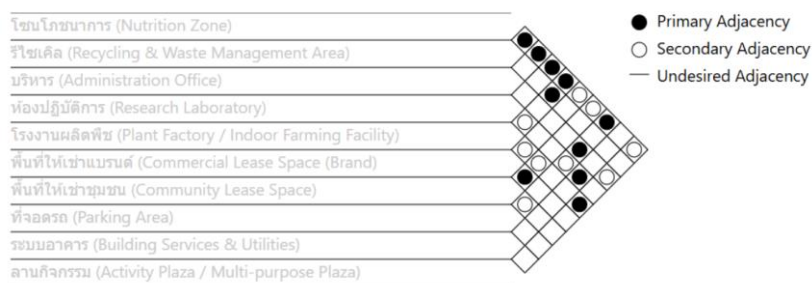 โซนโภชนาการ (Nutrition Zone)
รีไซเคิล (Recycling & Waste Management Area)
บริหาร (Administration Office)
ห้องปฏิบัติการ (Research Laboratory)
โรงงานผลิตพืช (Plant Factory / Indoor Farming Facility)
พื้นที่ให้เช่าแบรนด์ (Commercial Lease Space (Brand)
พื้นที่ให้เช่าชุมชน (Community Lease Space)
ที่จอดรถ (Parking Area)
ระบบอาคาร (Building Services & Utilities)
ลานกิจกรรม (Activity Plaza / Multi-purpose Plaza)
Primary Adjacency
Secondary Adjacency
Undesired Adjacency